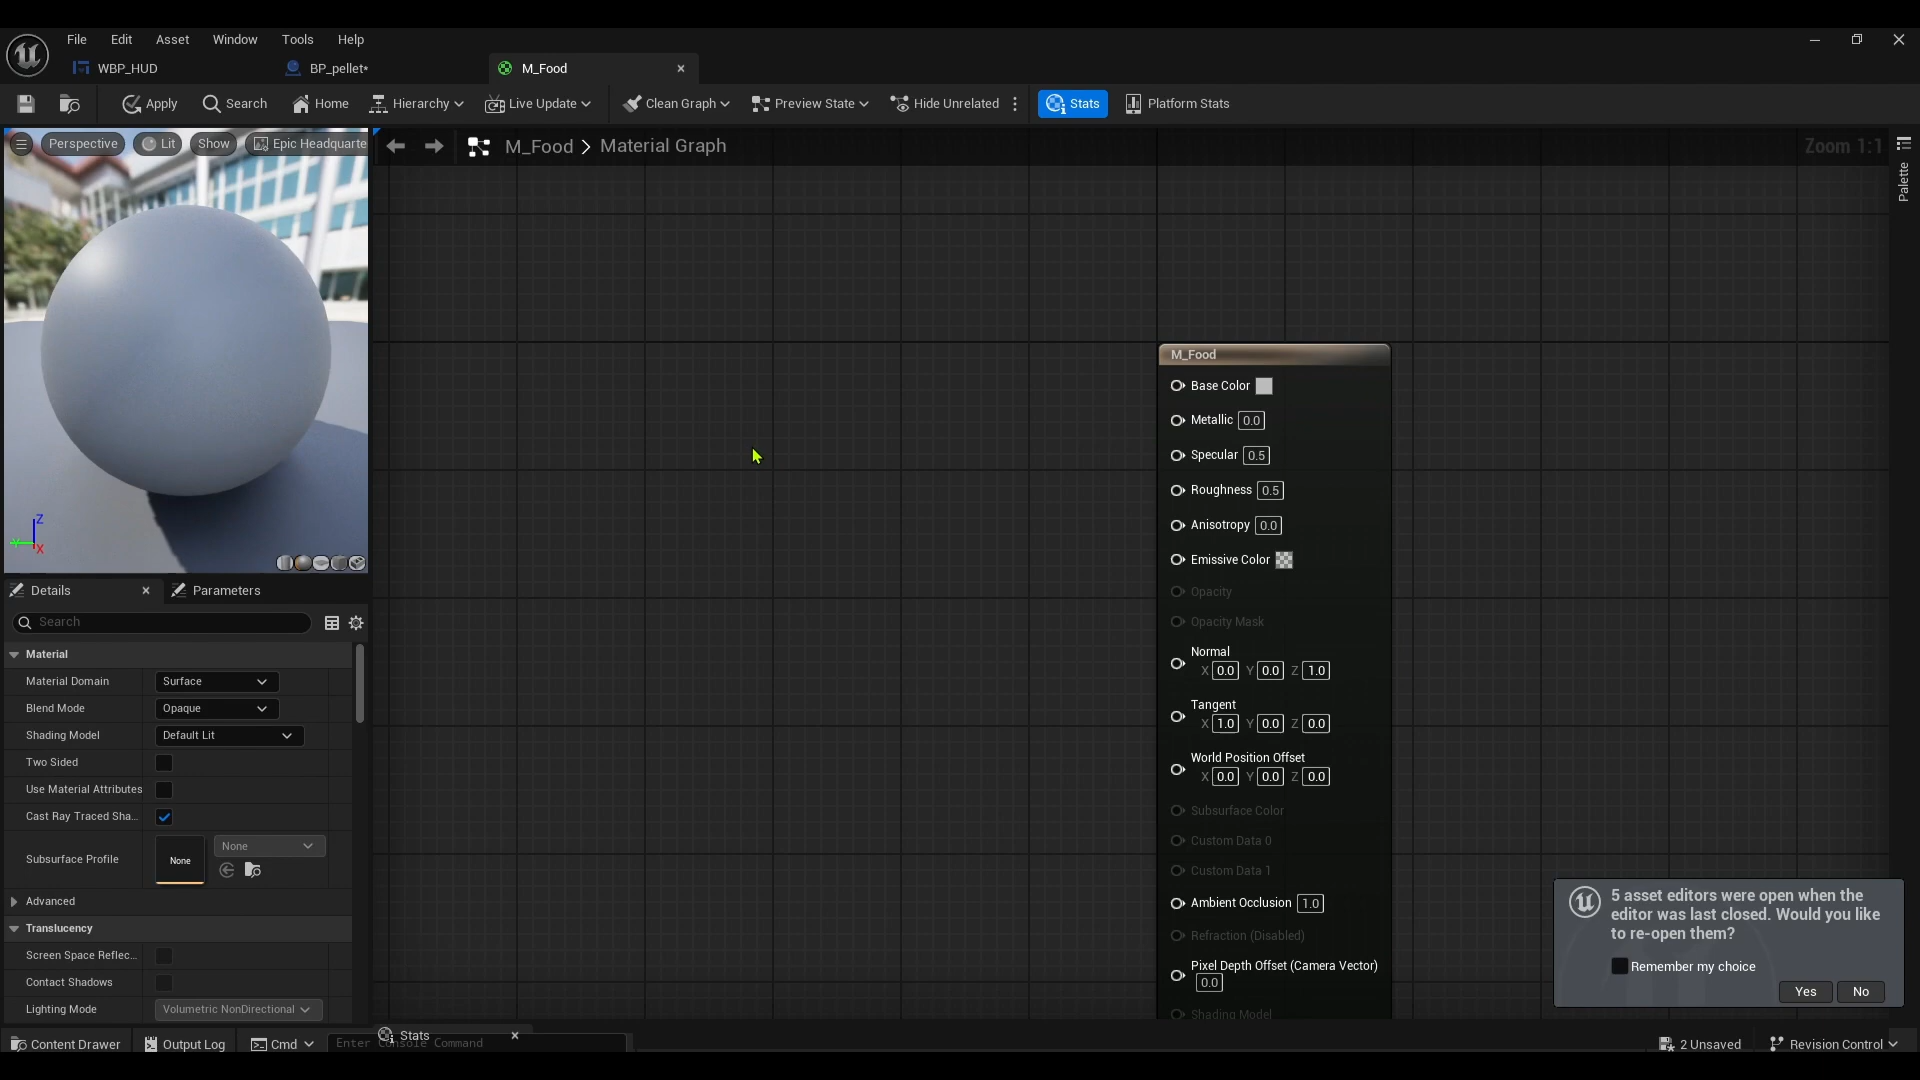 File Edit Asset Window Tools Help
WBP_HUD BP_pellet* M_Food
Apply Search Home Hierarchy Live Update Clean Graph Preview State Hide Unrelated Stats Platform Stats
Perspective Lit Show Epic Headquarte
M_Food > Material Graph
Zoom 1:1
Palette
M_Food
Base Color
Metallic 0.0
Specular 0.5
Roughness 0.5
Anisotropy 0.0
Emissive Color
Opacity
Opacity Mask
Normal
X 0.0 Y 0.0 Z 1.0
Tangent
X 1.0 Y 0.0 Z 0.0
World Position Offset
X 0.0 Y 0.0 Z 0.0
Subsurface Color
Custom Data 0
Custom Data 1
Ambient Occlusion 1.0
Refraction (Disabled)
Pixel Depth Offset (Camera Vector)
0.0
Shading Model
Z
Y
X
Details Parameters
Search
Material
Material Domain Surface
Blend Mode Opaque
Shading Model Default Lit
Two Sided
Use Material Attributes
Cast Ray Traced Sha...
Subsurface Profile None None
Advanced
Translucency
Screen Space Reflec...
Contact Shadows
Lighting Mode Volumetric NonDirectional
5 asset editors were open when the
editor was last closed. Would you like
to re-open them?
Remember my choice
Yes No
Stats
Content Drawer Output Log Cmd Enter Console Command 2 Unsaved Revision Control